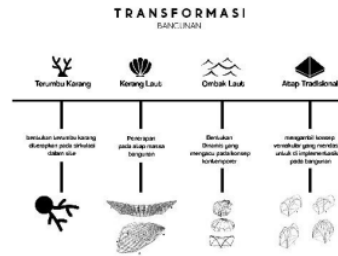 TRANSFORMASI
BANGUNAN
Terumbu Karang
Kerang Laut
Ombak Laut
Atap Tradisional
bentukan terumbu karang
diterapkan pada sirkulasi
dalam site
Penerapan
pada atap massa
bangunan
Bentukan
Dinamis yang
mengacu pada konsep
kontemporer
mengambil konsep
vernakular yang mendasar
untuk di implementasikan
pada bangunan